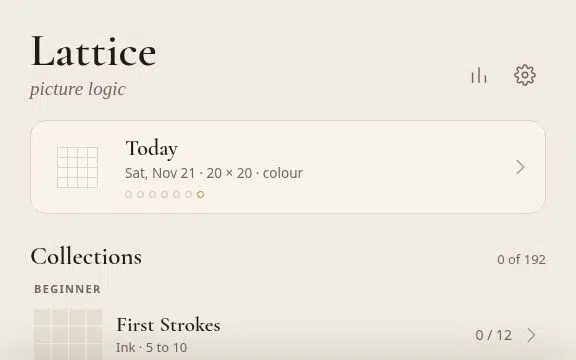 Lattice
picture logic
Today
Sat, Nov 21 · 20 × 20 · colour
Collections
0 of 192
BEGINNER
First Strokes
0 / 12
Ink · 5 to 10